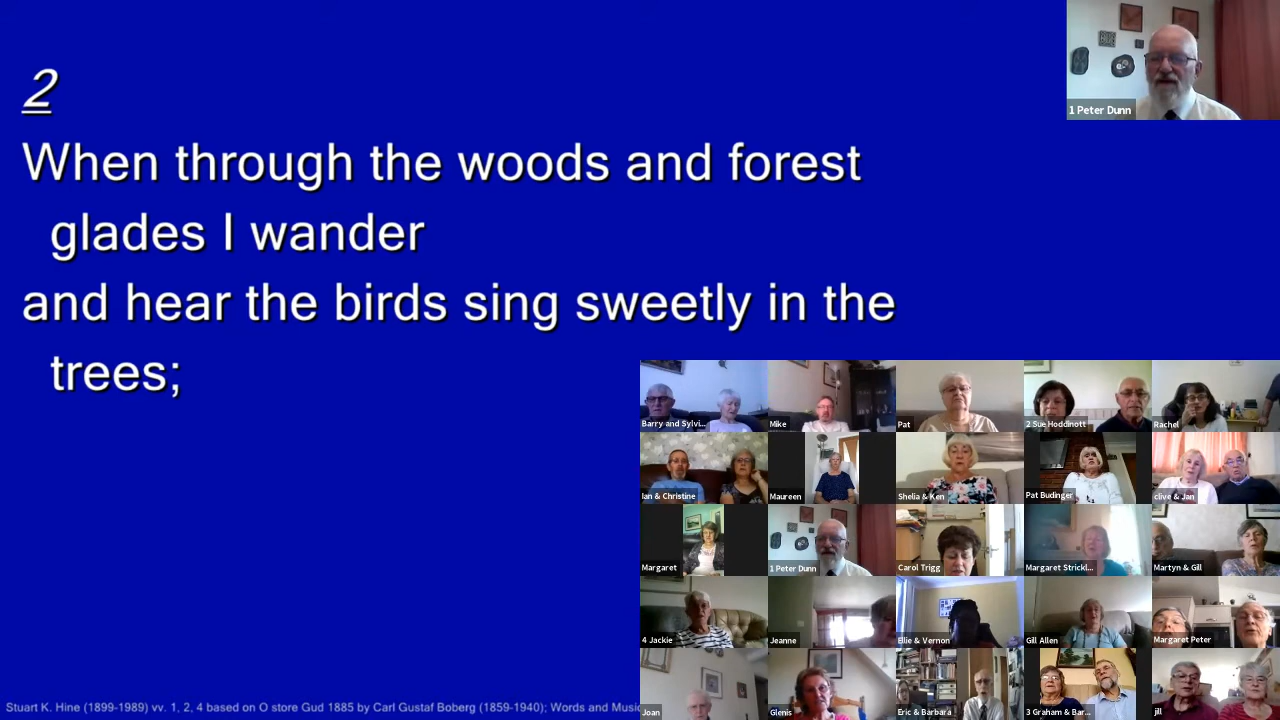 1 Peter Dunn
2
When through the woods and forest
glades I wander
and hear the birds sing sweetly in the
trees;
Barry and Sylvi...
Mike
Pat
2 Sue Hoddinott
Rachel
Ian & Christine
Maureen
Shelia & Ken
Pat Budinger
clive & Jan
Margaret
1 Peter Dunn
Carol Trigg
Margaret Strickl...
Martyn & Gill
4 Jackie
Jeanne
Ellie & Vernon
Gill Allen
Margaret Peter
Joan
Glenis
Eric & Barbara
3 Graham & Bar...
jill
Stuart K. Hine (1899-1989) vv. 1, 2, 4 based on O store Gud 1885 by Carl Gustaf Boberg (1859-1940); Words and Music